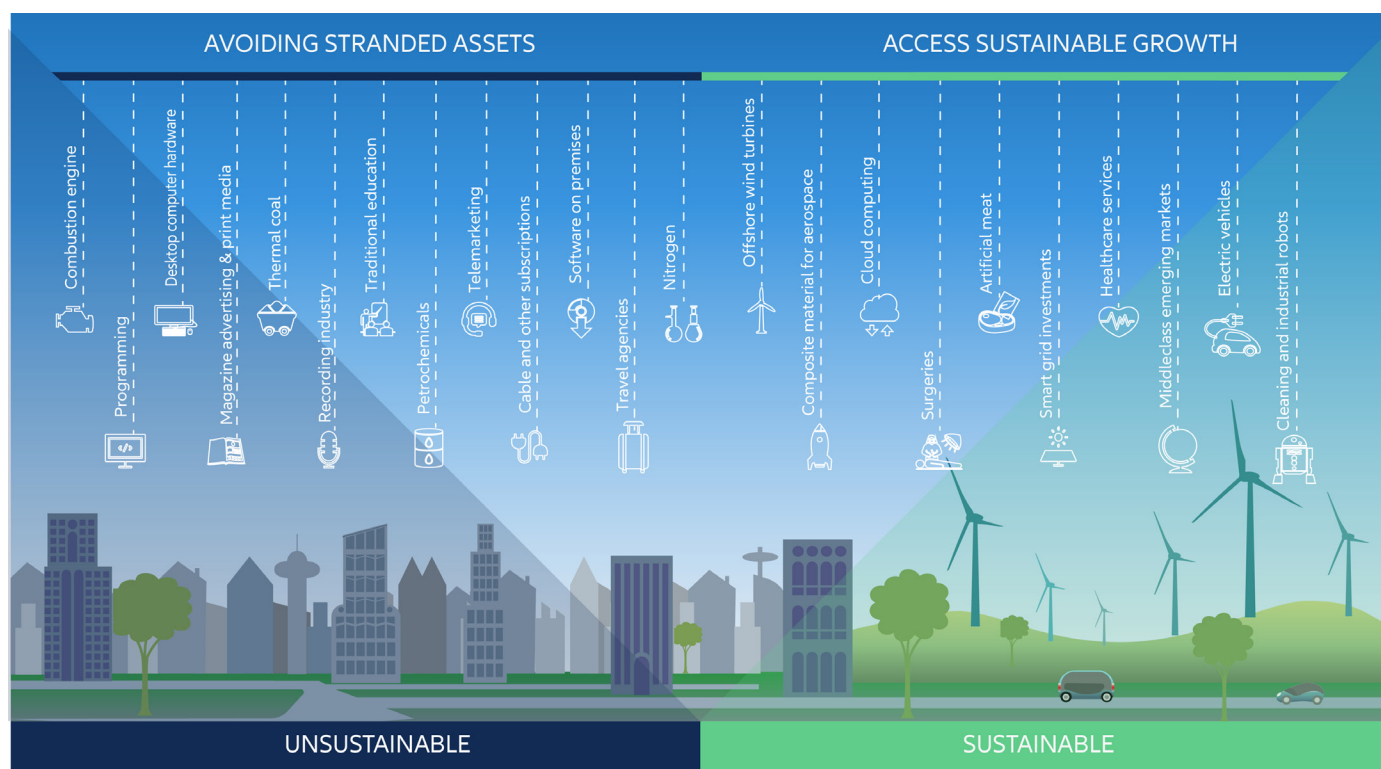 AVOIDING STRANDED ASSETS
ACCESS SUSTAINABLE GROWTH
Combustion engine
Programming
Desktop computer hardware
Magazine advertising & print media
Thermal coal
Recording industry
Traditional education
Petrochemicals
Telemarketing
Cable and other subscriptions
Software on premises
Travel agencies
Nitrogen
Offshore wind turbines
Composite material for aerospace
Cloud computing
Surgeries
Artificial meat
Smart grid investments
Healthcare services
Middleclass emerging markets
Electric vehicles
Cleaning and industrial robots
UNSUSTAINABLE
SUSTAINABLE